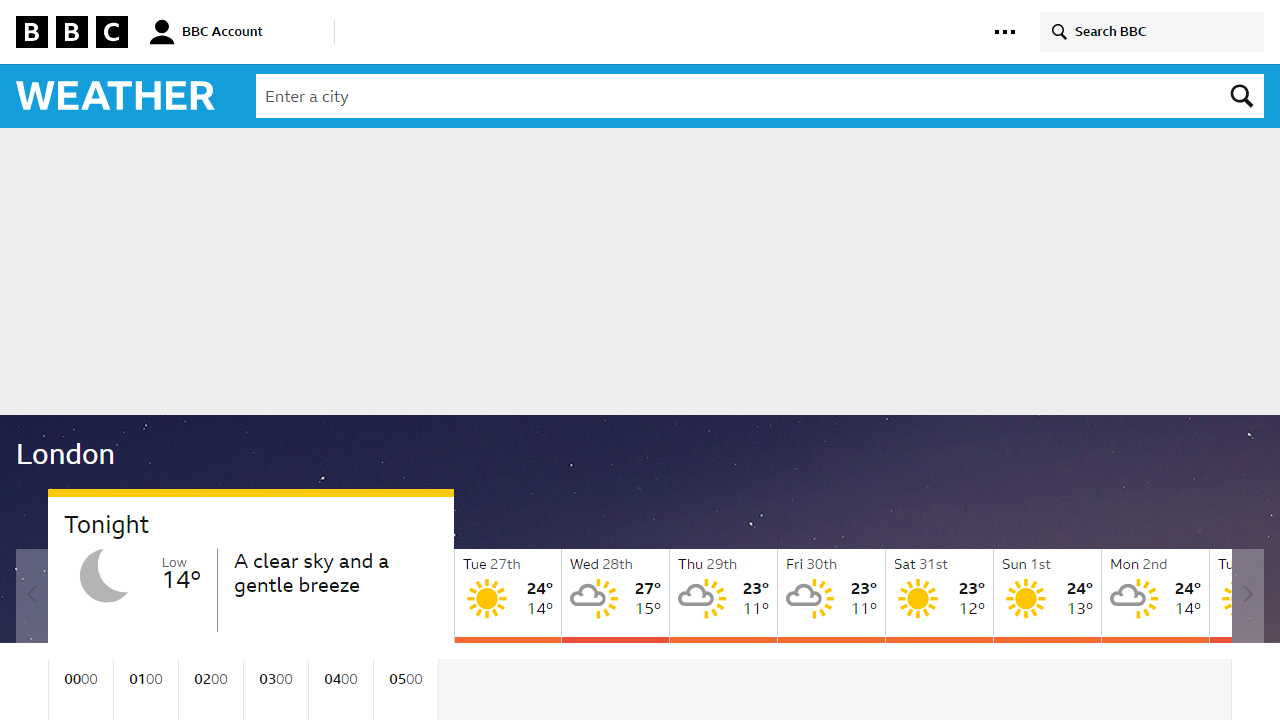 BBC
BBC Account
Search BBC
WEATHER
Enter a city
London
Tonight
Low
14°
A clear sky and a
gentle breeze
Tue 27th
24°
14°
Wed 28th
27°
15°
Thu 29th
23°
11°
Fri 30th
23°
11°
Sat 31st
23°
12°
Sun 1st
24°
13°
Mon 2nd
24°
14°
Tu
0000
0100
0200
0300
0400
0500